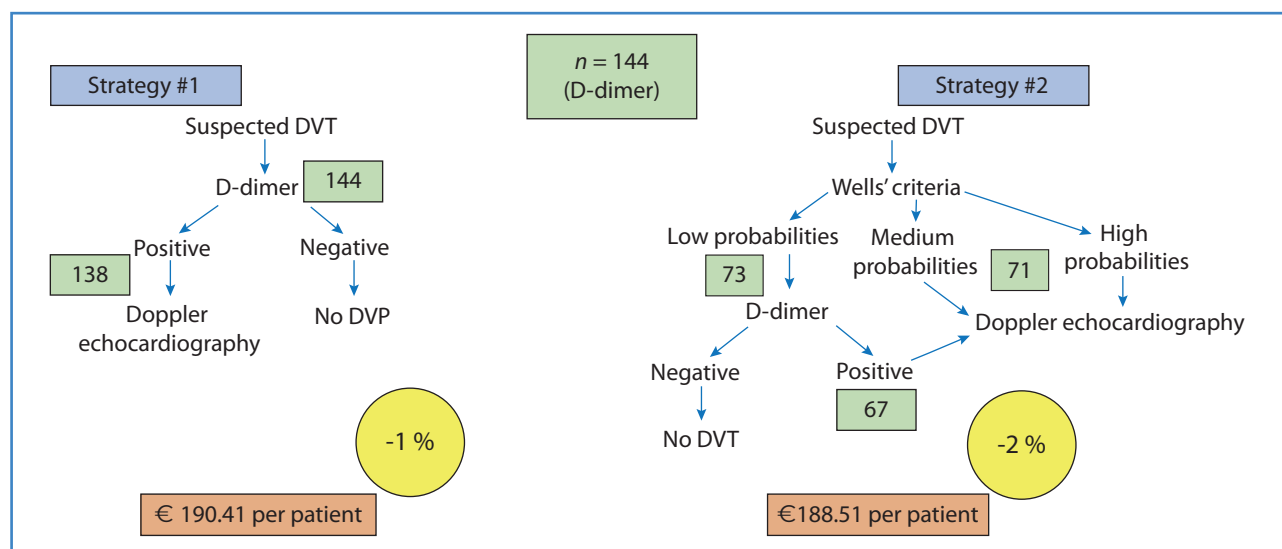 n = 144
(D-dimer)
Strategy #1
Suspected DVT
D-dimer
144
Positive
Negative
138
Doppler
echocardiography
No DVP
-1 %
€ 190.41 per patient
Strategy #2
Suspected DVT
Wells' criteria
Low probabilities
Medium
probabilities
High
probabilities
73
71
D-dimer
Doppler echocardiography
Negative
Positive
67
No DVT
-2 %
€188.51 per patient